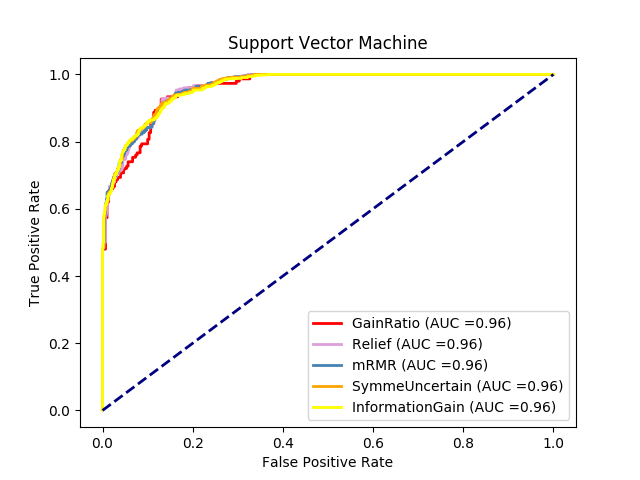 Support Vector Machine
True Positive Rate
1.0
0.8
0.6
0.4
0.2
0.0
GainRatio (AUC =0.96)
Relief (AUC =0.96)
mRMR (AUC =0.96)
SymmeUncertain (AUC =0.96)
InformationGain (AUC =0.96)
0.0 0.2 0.4 0.6 0.8 1.0
False Positive Rate